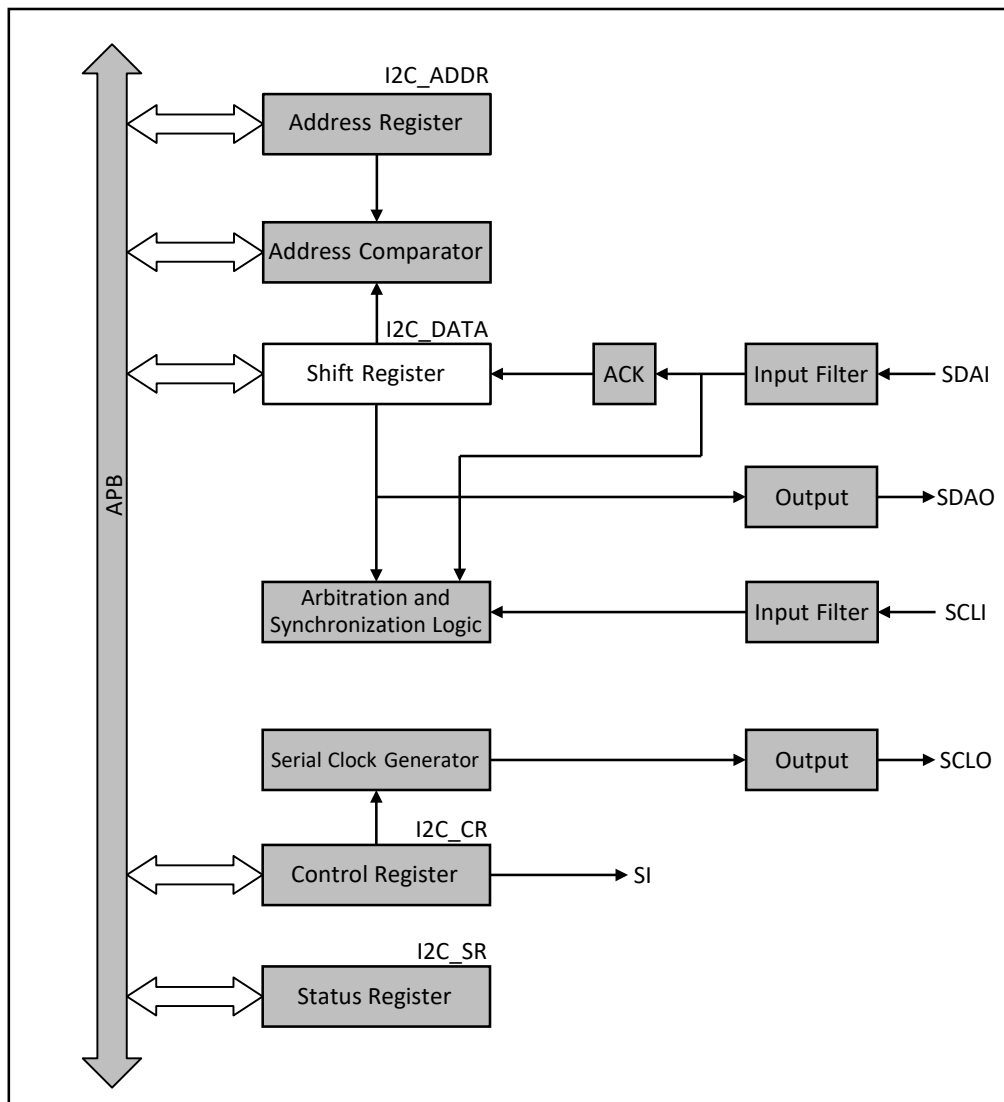 I2C_ADDR
Address Register
Address Comparator
I2C_DATA
Shift Register
ACK
Input Filter
SDAI
APB
Output
SDAO
Arbitration and
Synchronization Logic
Input Filter
SCLI
Serial Clock Generator
Output
SCLO
I2C_CR
Control Register
SI
I2C_SR
Status Register